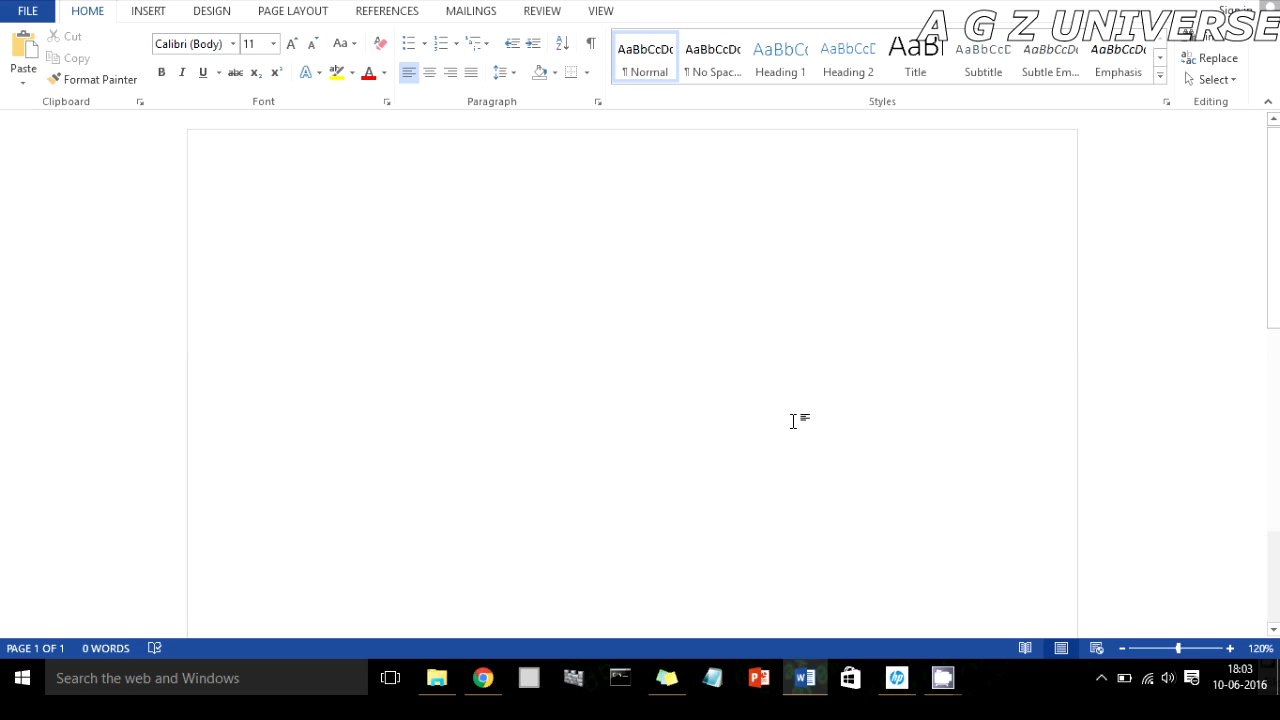 FILE HOME INSERT DESIGN PAGE LAYOUT REFERENCES MAILINGS REVIEW VIEW Sign in
A G Z UNIVERSE
Cut
Copy
Format Painter
Paste
Calibri (Body) 11
Aa
AaBbCcDc AaBbCcDc AaBbCc AaBbCcD AaBl AaBbCcD AaBbCcDc AaBbCcDc
¶ Normal ¶ No Spac... Heading 1 Heading 2 Title Subtitle Subtle Em... Emphasis
Replace
Select
Clipboard Font Paragraph Styles Editing
PAGE 1 OF 1 0 WORDS 120%
Search the web and Windows
18:03
10-06-2016